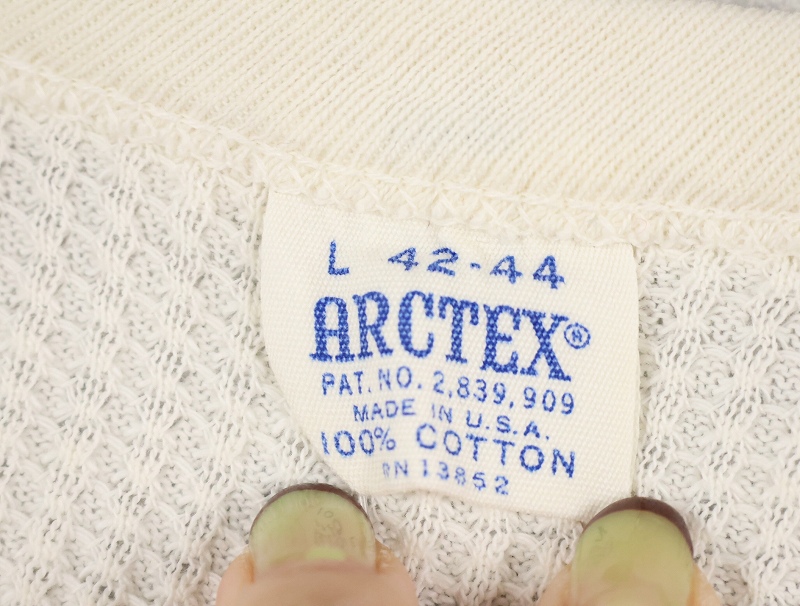 L 42-44
ARCTEX®
PAT. NO. 2,839,909
MADE IN U.S.A.
100% COTTON
RN 13852